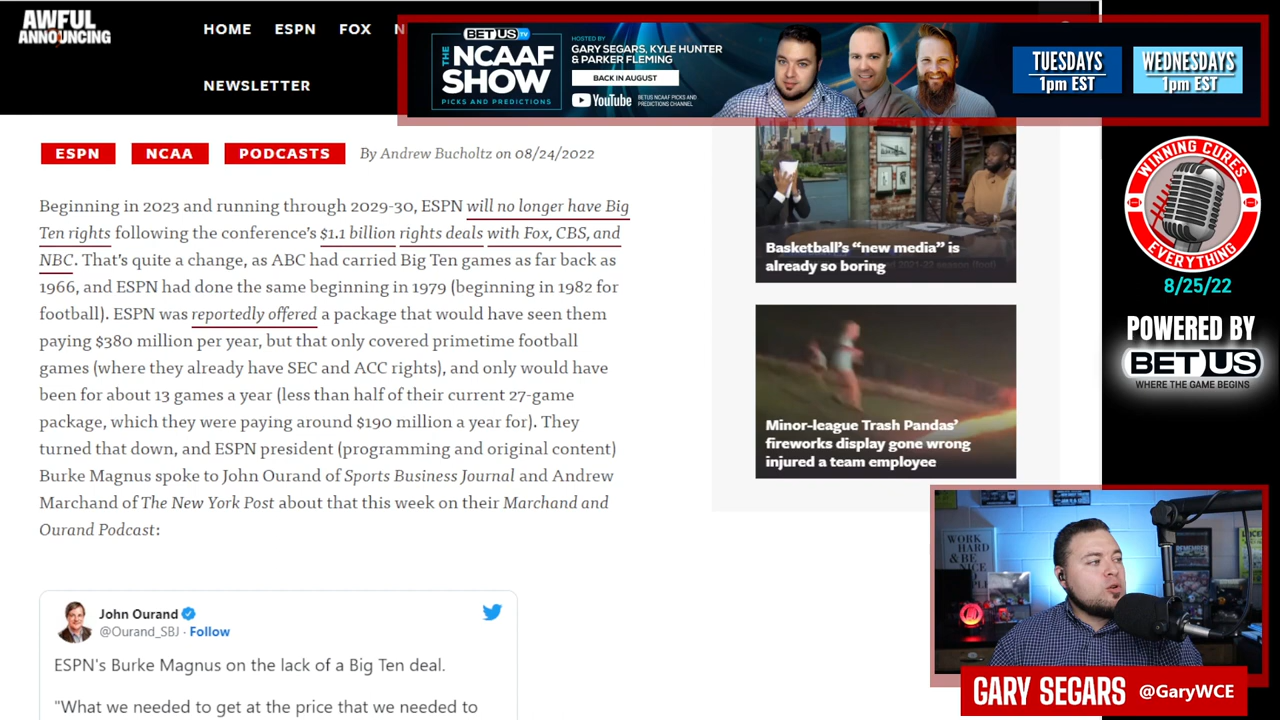 AWFUL
ANNOUNCING
HOME
ESPN
FOX
N
NEWSLETTER
BETUS TV
THE
NCAAF
SHOW
PICKS AND PREDICTIONS
HOSTED BY
GARY SEGARS, KYLE HUNTER
& PARKER FLEMING
BACK IN AUGUST
YouTube
BETUS NCAAF PICKS AND
PREDICTIONS CHANNEL
TUESDAYS
1pm EST
WEDNESDAYS
1pm EST
ESPN
NCAA
PODCASTS
By Andrew Bucholtz on 08/24/2022
Beginning in 2023 and running through 2029-30, ESPN will no longer have Big
Ten rights following the conference's $1.1 billion rights deals with Fox, CBS, and
NBC. That's quite a change, as ABC had carried Big Ten games as far back as
1966, and ESPN had done the same beginning in 1979 (beginning in 1982 for
football). ESPN was reportedly offered a package that would have seen them
paying $380 million per year, but that only covered primetime football
games (where they already have SEC and ACC rights), and only would have
been for about 13 games a year (less than half of their current 27-game
package, which they were paying around $190 million a year for). They
turned that down, and ESPN president (programming and original content)
Burke Magnus spoke to John Ourand of Sports Business Journal and Andrew
Marchand of The New York Post about that this week on their Marchand and
Ourand Podcast:
John Ourand
@Ourand_SBJ · Follow
ESPN's Burke Magnus on the lack of a Big Ten deal.
"What we needed to get at the price that we needed to
Basketball's "new media" is
already so boring
Minor-league Trash Pandas'
fireworks display gone wrong
injured a team employee
WINNING CURES
EVERYTHING
8/25/22
POWERED BY
BETUS
WHERE THE GAME BEGINS
WORK
HARD &
BE NICE
GARY SEGARS @GaryWCE